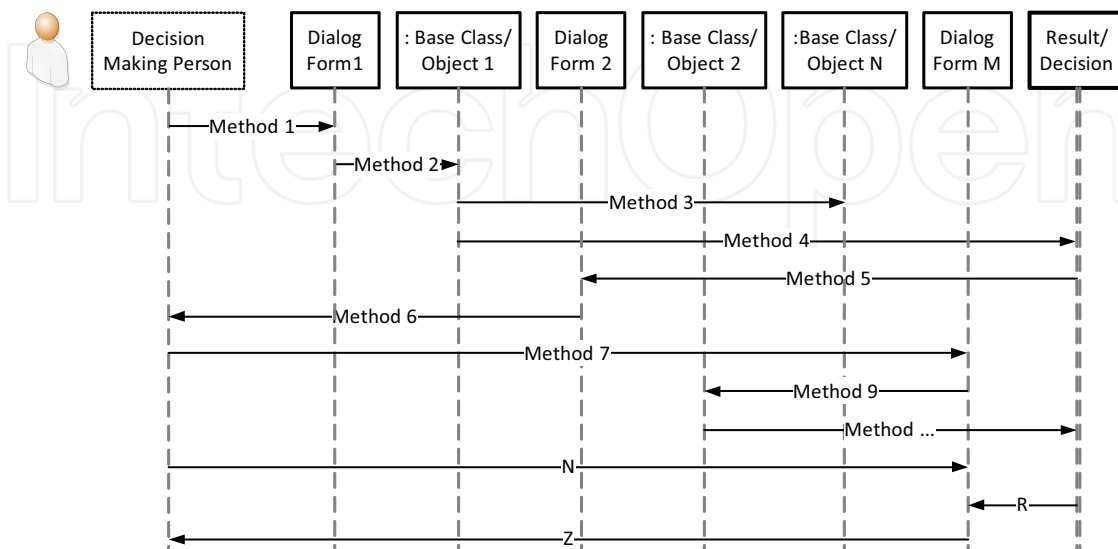 Decision
Making Person
Dialog
Form1
: Base Class/
Object 1
Dialog
Form 2
: Base Class/
Object 2
:Base Class/
Object N
Dialog
Form M
Result/
Decision
IntechOpen
Method 1
Method 2
Method 3
Method 4
Method 5
Method 6
Method 7
Method 9
Method ...
N
R
Z